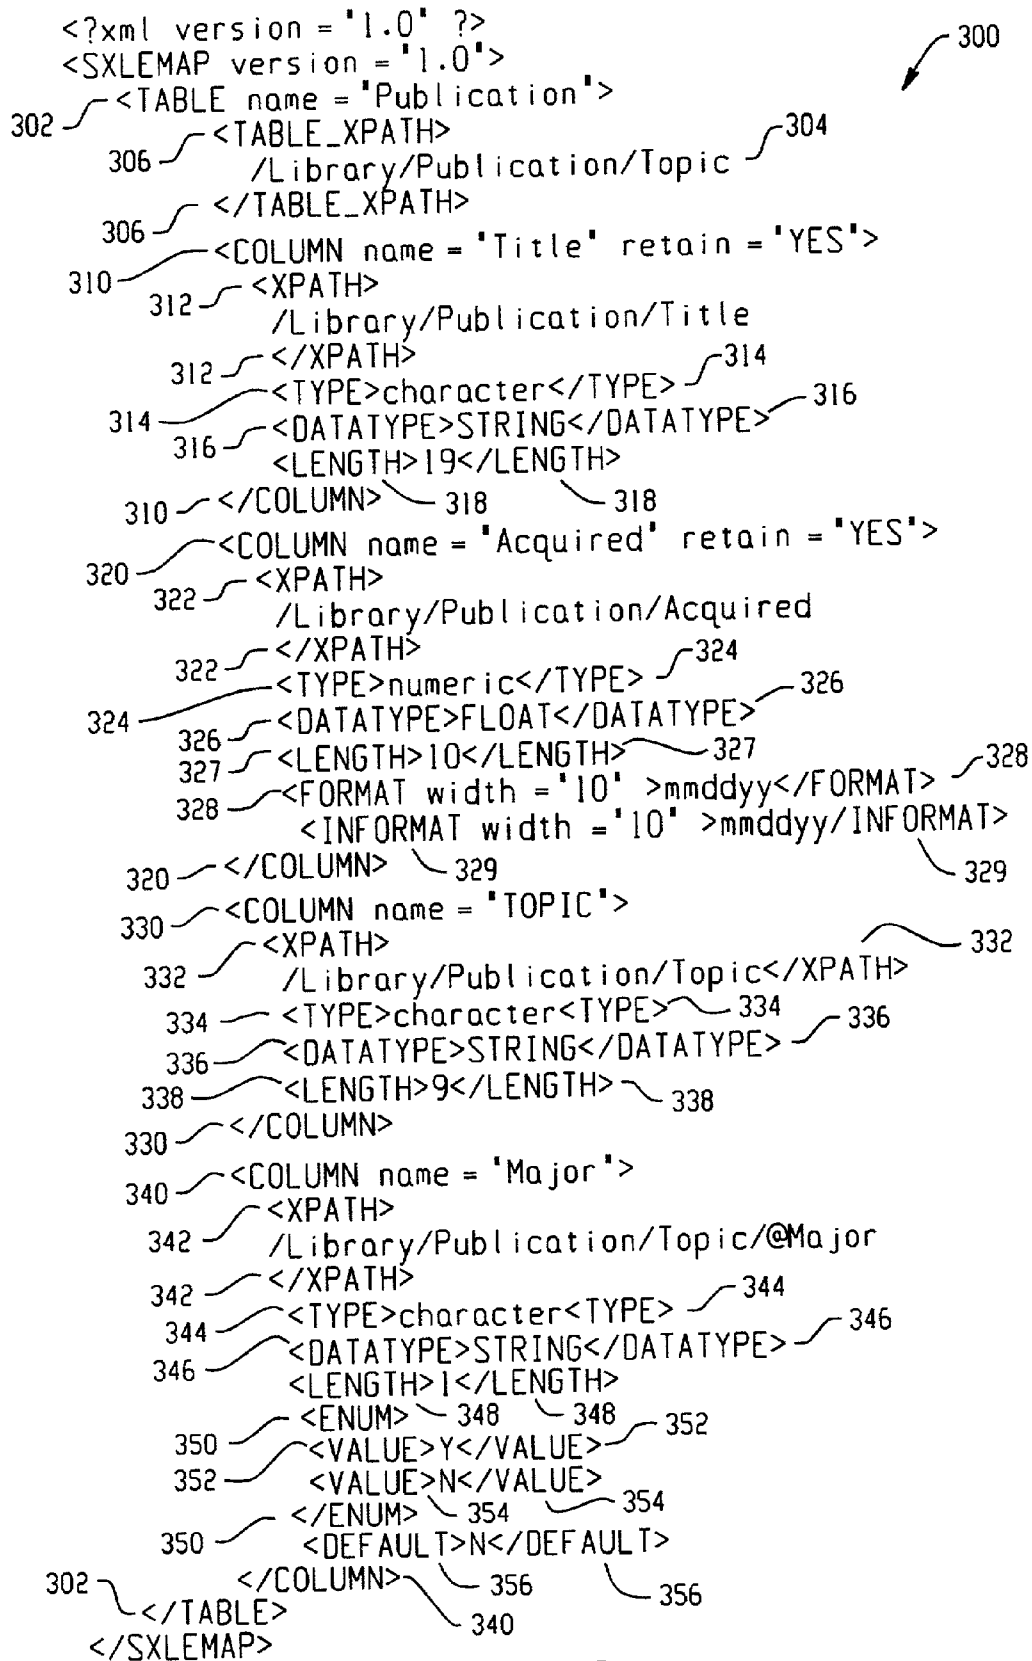 <?xml version = '1.0' ?>
<SXLEMAP version = '1.0'>
300
302 <TABLE name = 'Publication'>
306 <TABLE_XPATH>
/Library/Publication/Topic 304
306 </TABLE_XPATH>
310 <COLUMN name = 'Title' retain = 'YES'>
312 <XPATH>
/Library/Publication/Title
312 </XPATH>
314 <TYPE>character</TYPE> 314
316 <DATATYPE>STRING</DATATYPE> 316
<LENGTH>19</LENGTH>
310 </COLUMN> 318 318
320 <COLUMN name = 'Acquired' retain = 'YES'>
322 <XPATH>
/Library/Publication/Acquired
322 </XPATH>
324 <TYPE>numeric</TYPE> 324
326 <DATATYPE>FLOAT</DATATYPE> 326
327 <LENGTH>10</LENGTH> 327
328 <FORMAT width = '10' >mmddyy</FORMAT> 328
<INFORMAT width = '10' >mmddyy/INFORMAT>
320 </COLUMN> 329 329
330 <COLUMN name = 'TOPIC'>
332 <XPATH> 332
/Library/Publication/Topic</XPATH>
334 <TYPE>character<TYPE> 334
336 <DATATYPE>STRING</DATATYPE> 336
338 <LENGTH>9</LENGTH> 338
330 </COLUMN>
340 <COLUMN name = 'Major'>
342 <XPATH>
/Library/Publication/Topic/@Major
342 </XPATH>
344 <TYPE>character<TYPE> 344
346 <DATATYPE>STRING</DATATYPE> 346
<LENGTH>1</LENGTH>
350 <ENUM> 348 348
352 <VALUE>Y</VALUE> 352
<VALUE>N</VALUE>
350 </ENUM> 354 354
<DEFAULT>N</DEFAULT>
</COLUMN> 340 356 356
302 </TABLE>
</SXLEMAP>